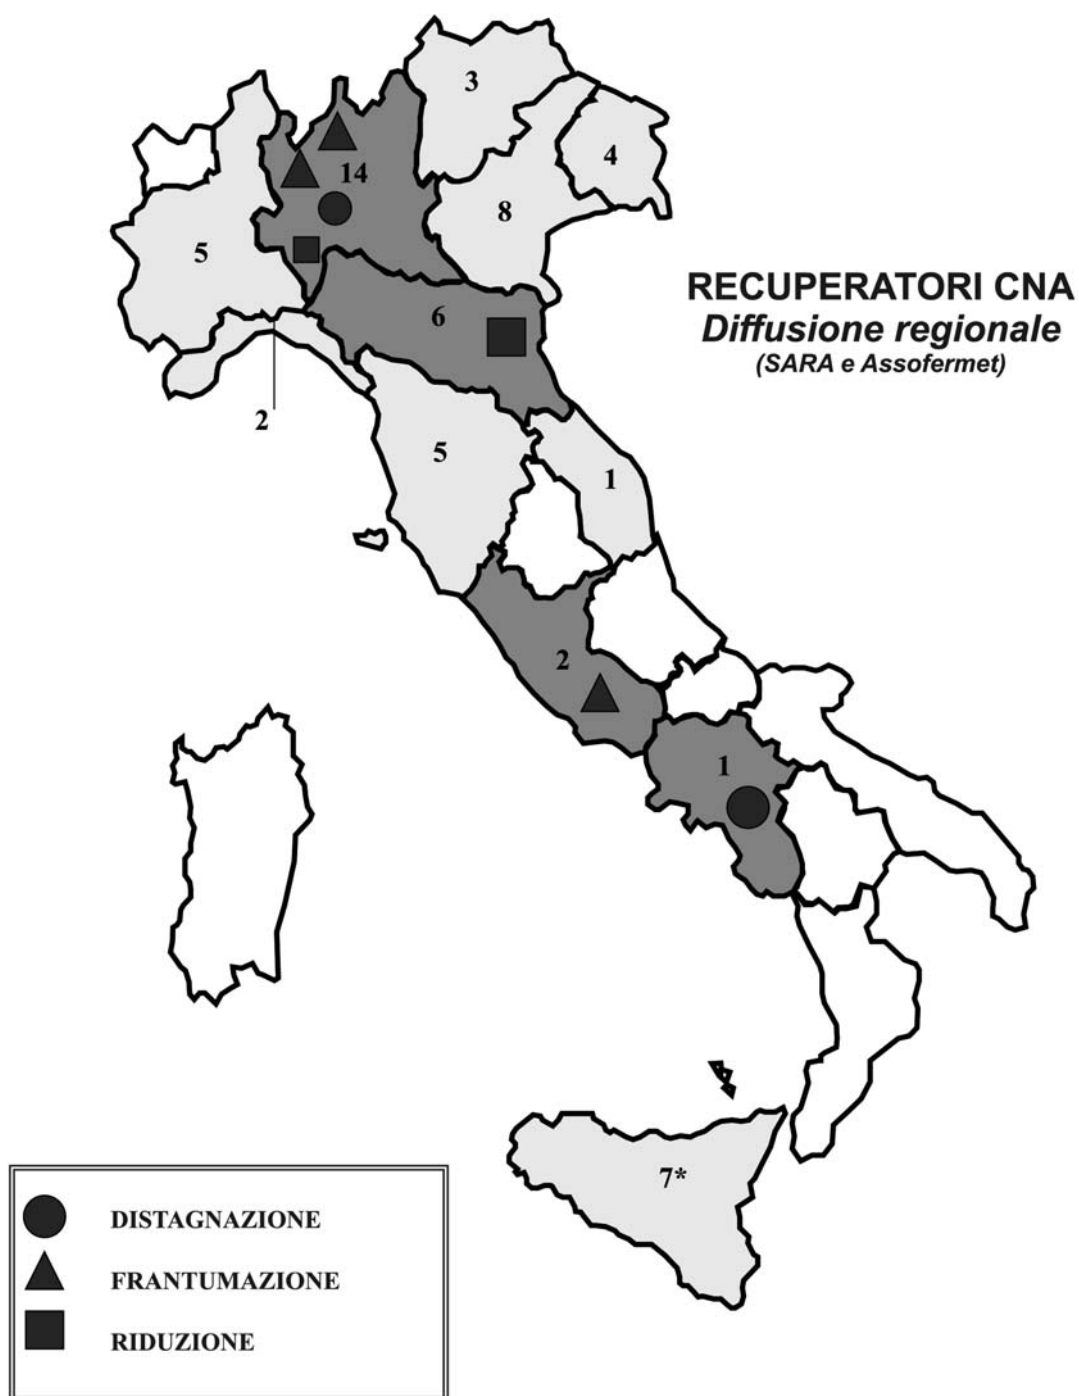 3
14
4
8
5
RECUPERATORI CNA
Diffusione regionale
(SARA e Assofermet)
6
2
5
1
2
1
7*
DISTAGNAZIONE
FRANTUMAZIONE
RIDUZIONE